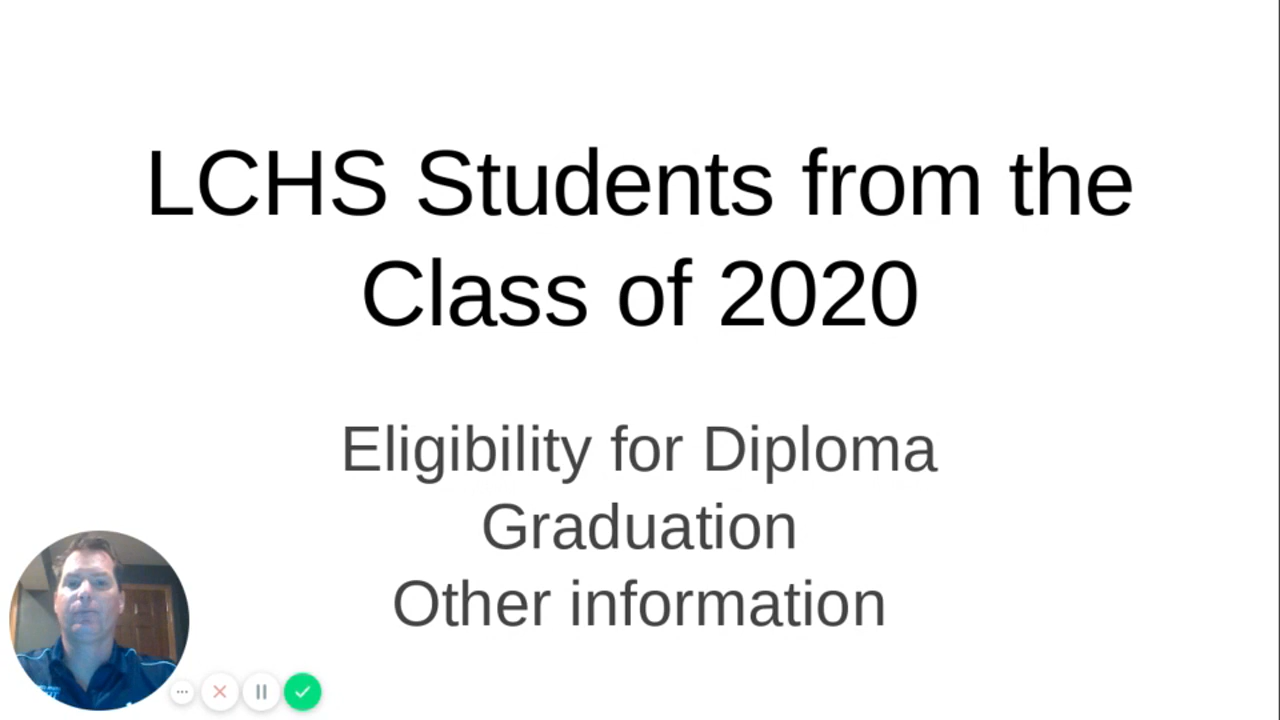 LCHS Students from the
Class of 2020
Eligibility for Diploma
Graduation
Other information